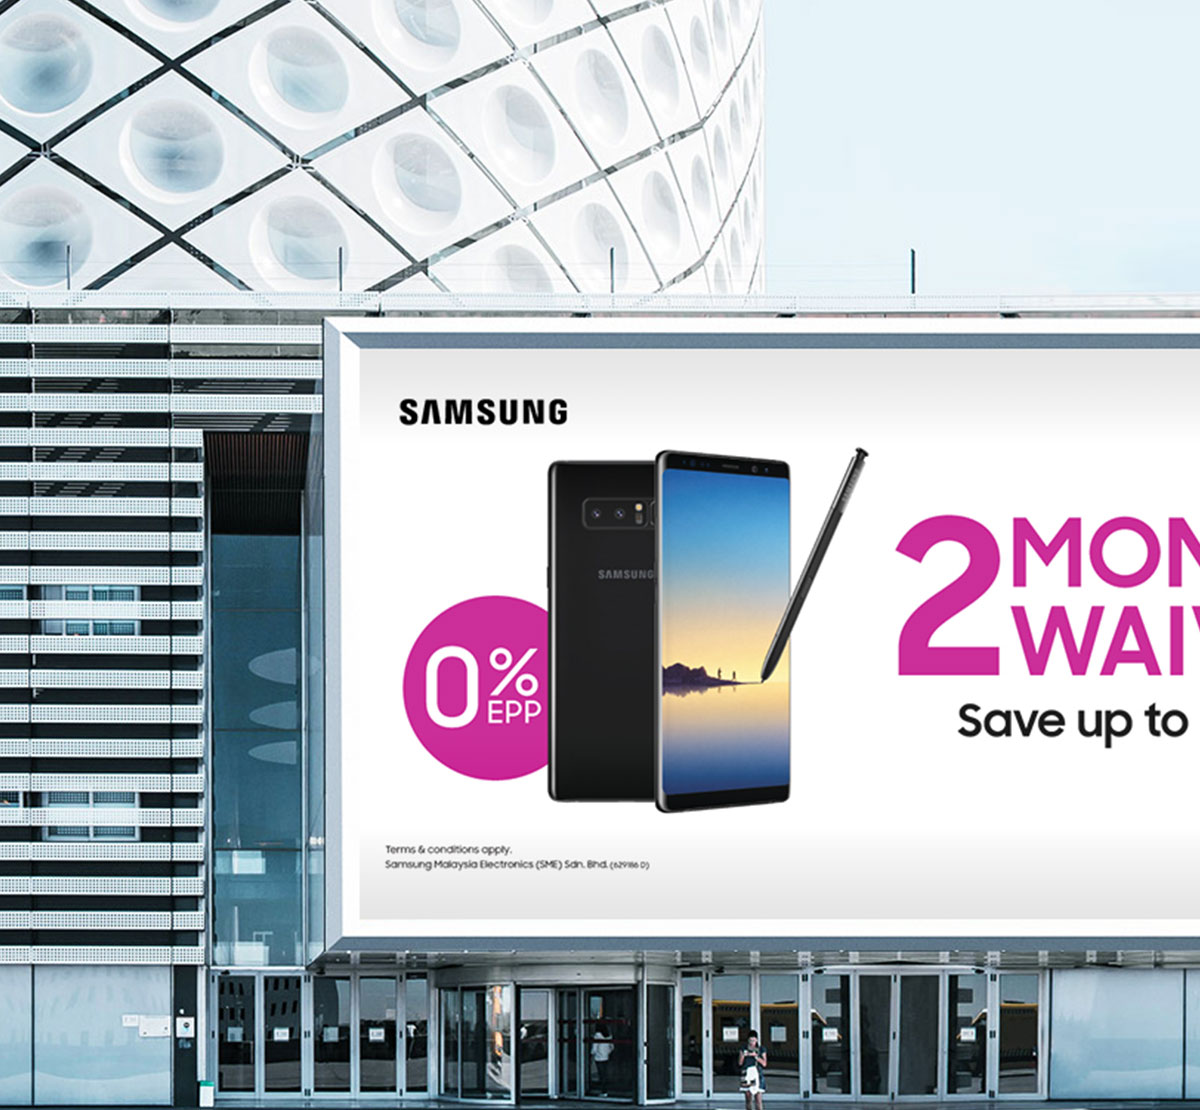 SAMSUNG
SAMSUNG
0%
EPP
2 MON
WAIV
Save up to
Terms & conditions apply.
Samsung Malaysia Electronics (SME) Sdn. Bhd. (629186 D)